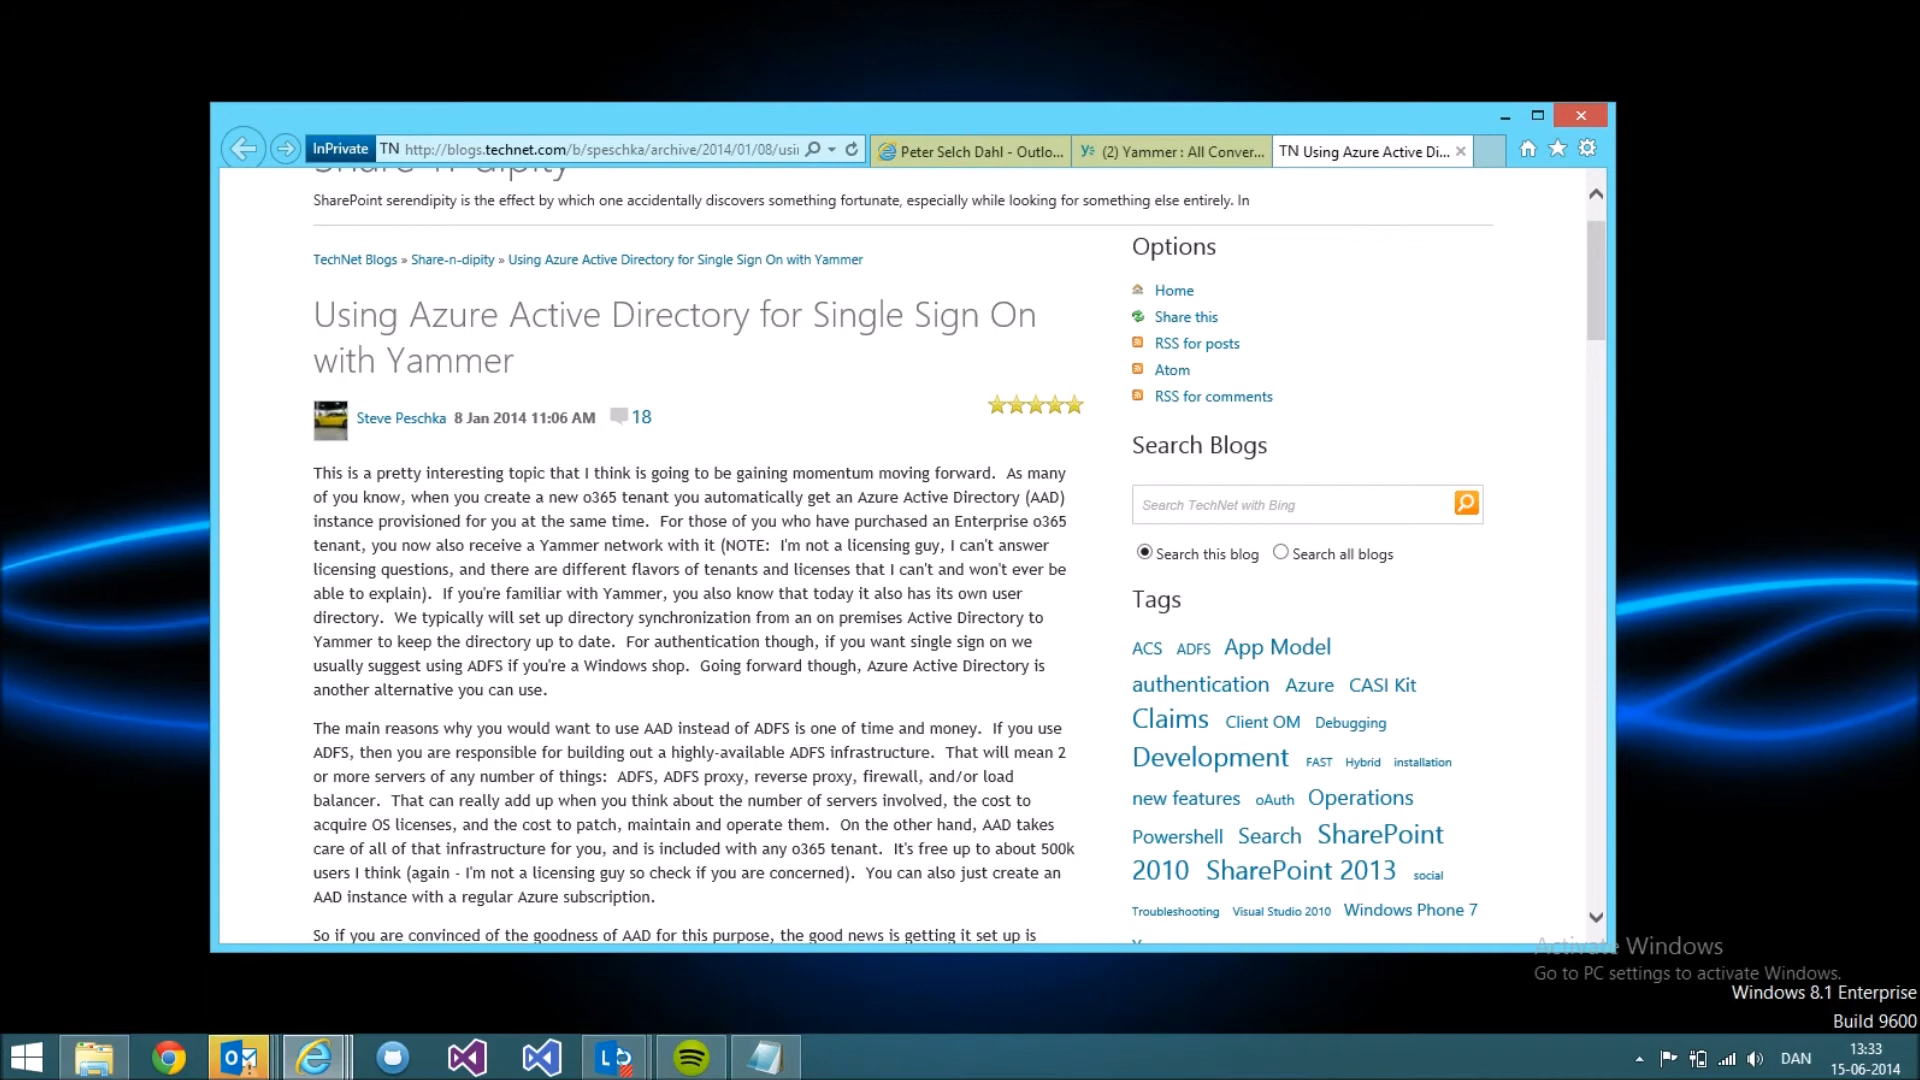 InPrivate TN http://blogs.technet.com/b/speschka/archive/2014/01/08/usi
Peter Selch Dahl - Outlo...
(2) Yammer : All Conver...
TN Using Azure Active Di...
Share-n-dipity
SharePoint serendipity is the effect by which one accidentally discovers something fortunate, especially while looking for something else entirely. In
TechNet Blogs » Share-n-dipity » Using Azure Active Directory for Single Sign On with Yammer
Using Azure Active Directory for Single Sign On
with Yammer
Steve Peschka 8 Jan 2014 11:06 AM 18
This is a pretty interesting topic that I think is going to be gaining momentum moving forward. As many
of you know, when you create a new o365 tenant you automatically get an Azure Active Directory (AAD)
instance provisioned for you at the same time. For those of you who have purchased an Enterprise o365
tenant, you now also receive a Yammer network with it (NOTE: I'm not a licensing guy, I can't answer
licensing questions, and there are different flavors of tenants and licenses that I can't and won't ever be
able to explain). If you're familiar with Yammer, you also know that today it also has its own user
directory. We typically will set up directory synchronization from an on premises Active Directory to
Yammer to keep the directory up to date. For authentication though, if you want single sign on we
usually suggest using ADFS if you're a Windows shop. Going forward though, Azure Active Directory is
another alternative you can use.
The main reasons why you would want to use AAD instead of ADFS is one of time and money. If you use
ADFS, then you are responsible for building out a highly-available ADFS infrastructure. That will mean 2
or more servers of any number of things: ADFS, ADFS proxy, reverse proxy, firewall, and/or load
balancer. That can really add up when you think about the number of servers involved, the cost to
acquire OS licenses, and the cost to patch, maintain and operate them. On the other hand, AAD takes
care of all of that infrastructure for you, and is included with any o365 tenant. It's free up to about 500k
users I think (again - I'm not a licensing guy so check if you are concerned). You can also just create an
AAD instance with a regular Azure subscription.
So if you are convinced of the goodness of AAD for this purpose, the good news is getting it set up is
Options
Home
Share this
RSS for posts
Atom
RSS for comments
Search Blogs
Search TechNet with Bing
Search this blog Search all blogs
Tags
ACS ADFS App Model
authentication Azure CASI Kit
Claims Client OM Debugging
Development FAST Hybrid installation
new features oAuth Operations
Powershell Search SharePoint
2010 SharePoint 2013 social
Troubleshooting Visual Studio 2010 Windows Phone 7
Activate Windows
Go to PC settings to activate Windows.
Windows 8.1 Enterprise
Build 9600
DAN
13:33
15-06-2014